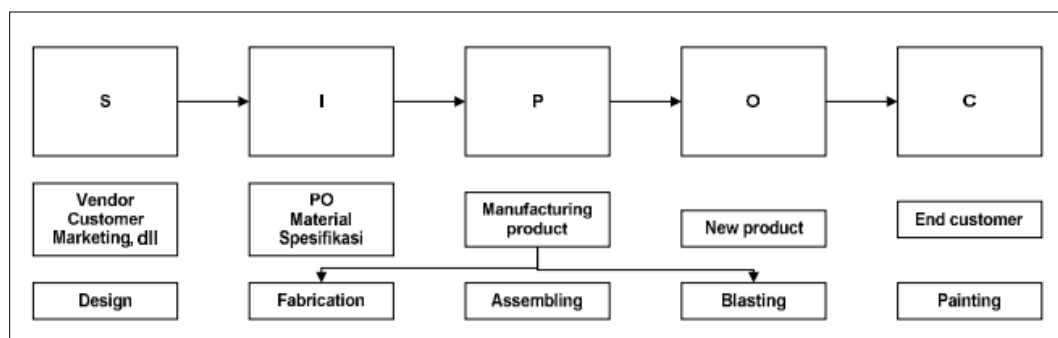 S
I
P
O
C
Vendor
Customer
Marketing, dll
PO
Material
Spesifikasi
Manufacturing
product
New product
End customer
Design
Fabrication
Assembling
Blasting
Painting